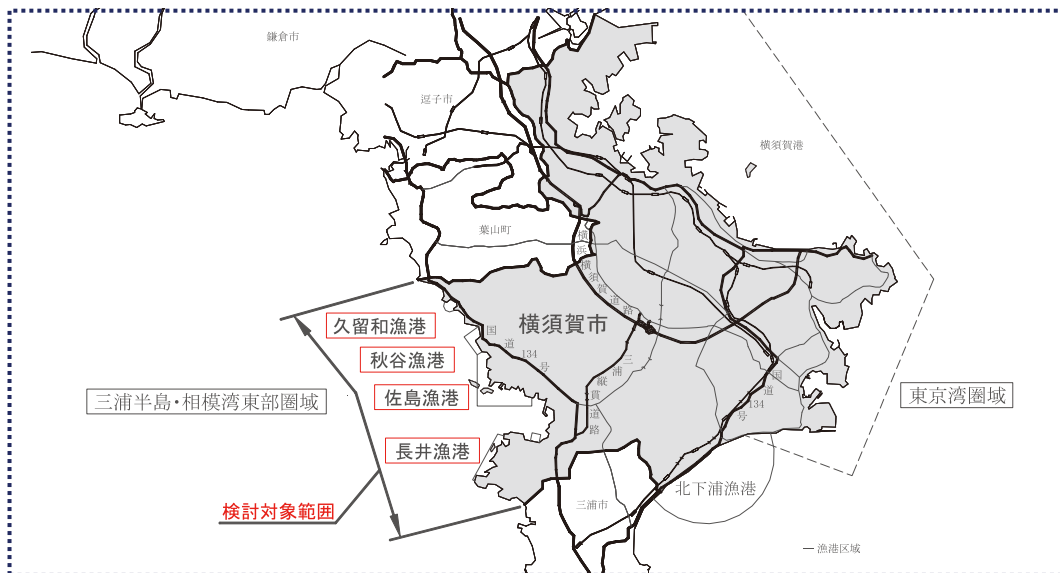 鎌倉市
逗子市
横須賀港
葉山町
横浜横須賀道路
久留和漁港
横須賀市
国道134号
秋谷漁港
三浦縦貫道路
国道134号
佐島漁港
三浦半島・相模湾東部圏域
東京湾圏域
長井漁港
北下浦漁港
三浦市
検討対象範囲
漁港区域